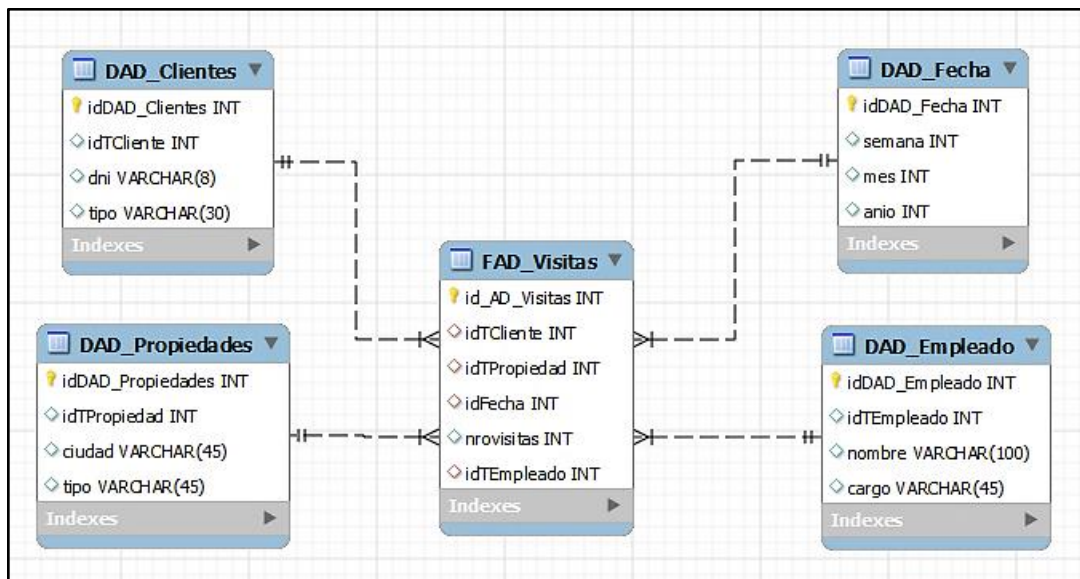 DAD_Clientes
idDAD_Clientes INT
idTCliente INT
dni VARCHAR(8)
tipo VARCHAR(30)
Indexes
DAD_Fecha
idDAD_Fecha INT
semana INT
mes INT
anio INT
Indexes
FAD_Visitas
id_AD_Visitas INT
idTCliente INT
idTPropiedad INT
idFecha INT
nrovisitas INT
idTEmpleado INT
Indexes
DAD_Propiedades
idDAD_Propiedades INT
idTPropiedad INT
ciudad VARCHAR(45)
tipo VARCHAR(45)
Indexes
DAD_Empleado
idDAD_Empleado INT
idTEmpleado INT
nombre VARCHAR(100)
cargo VARCHAR(45)
Indexes